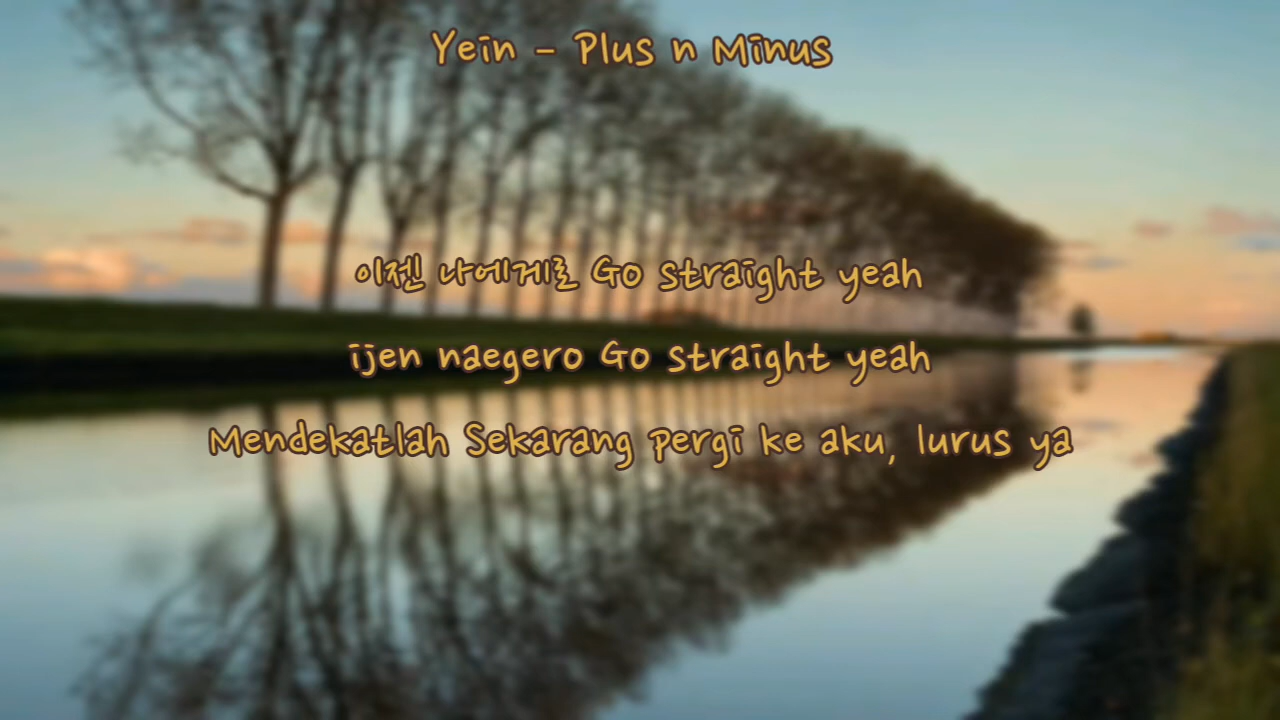 Yein - Plus n Minus
이젠 나에게로 Go straight yeah
ijen naegero Go straight yeah
Mendekatlah Sekarang pergi ke aku, lurus ya